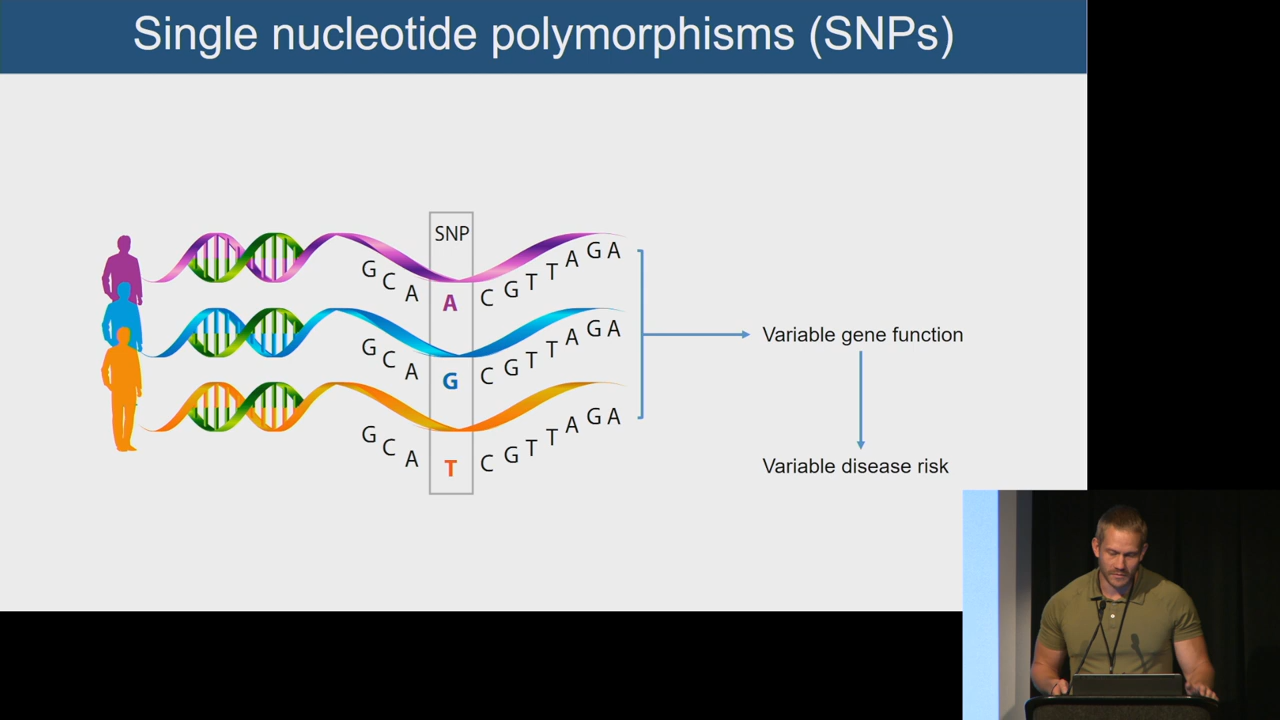 Single nucleotide polymorphisms (SNPs)
SNP
G C A A C G T T A G A
G C A G C G T T A G A
G C A T C G T T A G A
Variable gene function
Variable disease risk